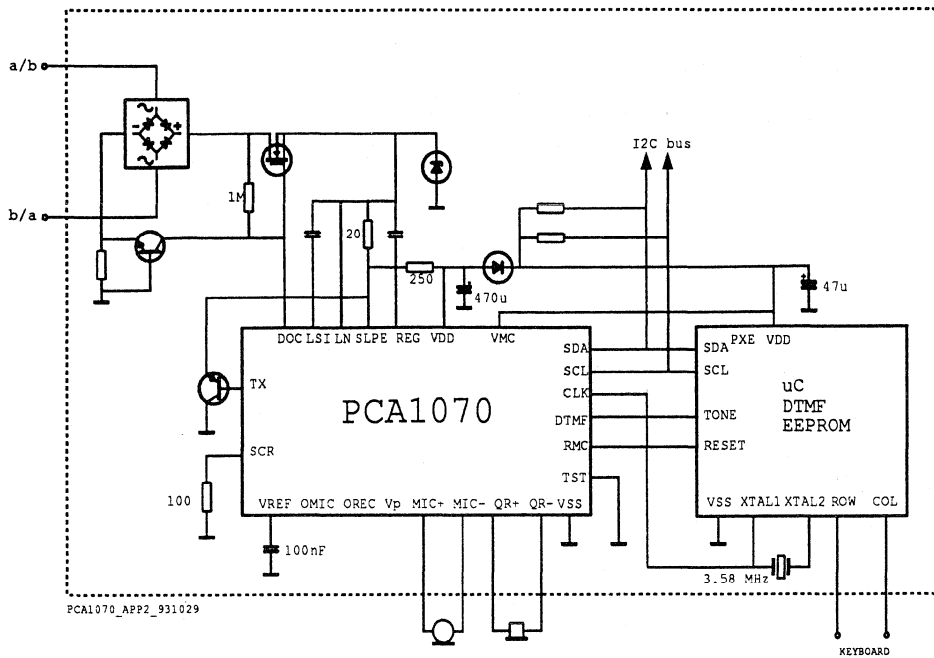 a/b
b/a
1M
20
250
470u
I2C bus
47u
DOC LSI LN SLPE REG VDD VMC
SDA
SCL
CLK
DTMF
RMC
TST
TX
SCR
PCA1070
VREF OMIC OREC Vp MIC+ MIC- QR+ QR- VSS
100
100nF
PXE VDD
SDA
SCL
TONE
RESET
uC
DTMF
EEPROM
VSS XTAL1 XTAL2 ROW COL
3.58 MHz
PCA1070_APP2_931029
KEYBOARD